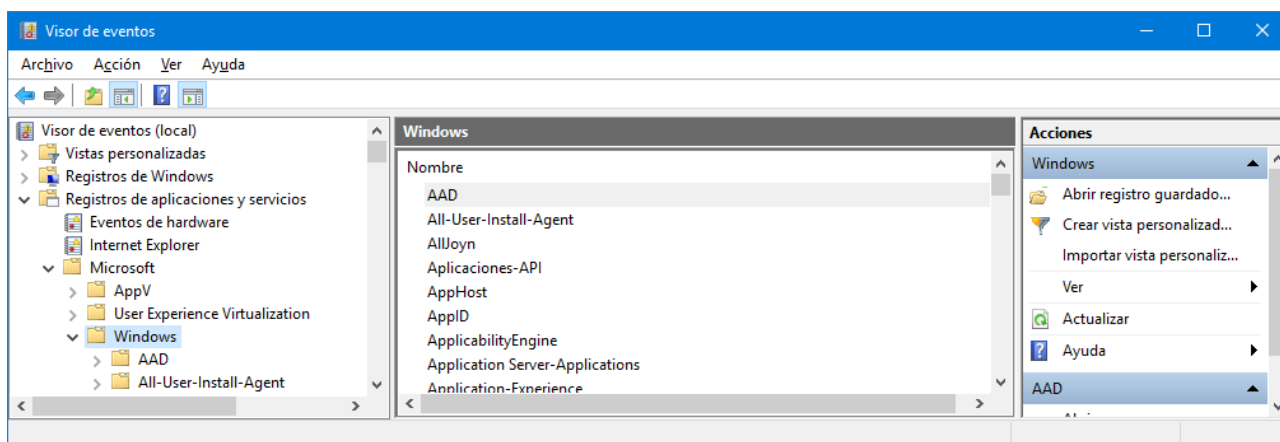 Visor de eventos
Archivo Acción Ver Ayuda
Visor de eventos (local)
Vistas personalizadas
Registros de Windows
Registros de aplicaciones y servicios
Eventos de hardware
Internet Explorer
Microsoft
AppV
User Experience Virtualization
Windows
AAD
All-User-Install-Agent
Windows
Nombre
AAD
All-User-Install-Agent
AllJoyn
Aplicaciones-API
AppHost
AppID
ApplicabilityEngine
Application Server-Applications
Application-Experience
Acciones
Windows
Abrir registro guardado...
Crear vista personalizad...
Importar vista personaliz...
Ver
Actualizar
Ayuda
AAD